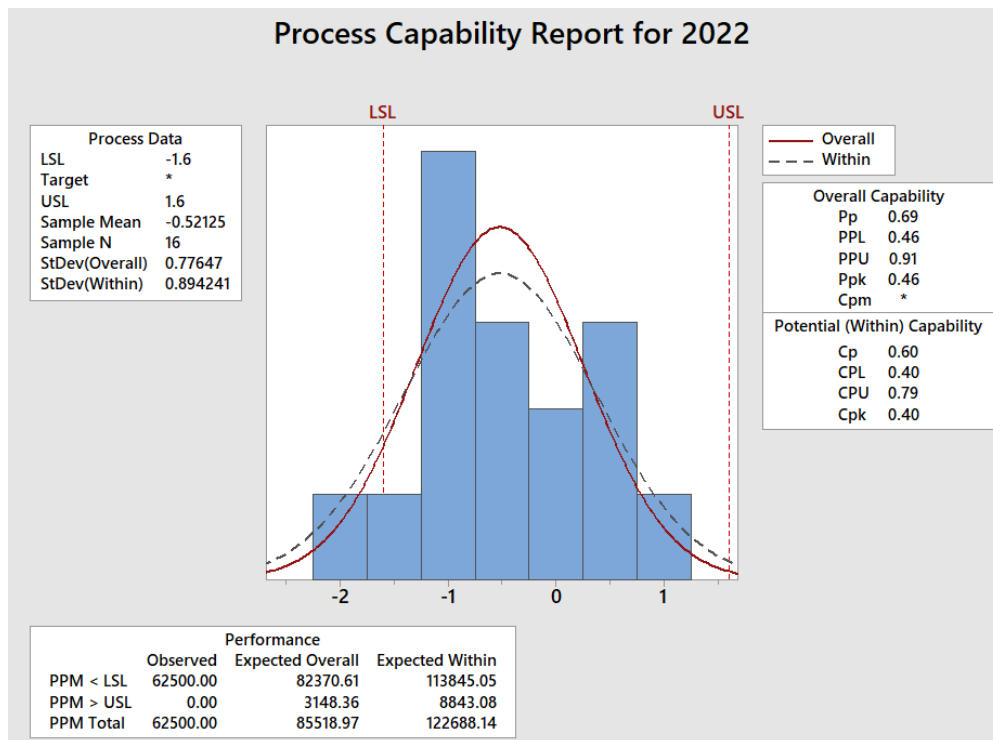 Process Capability Report for 2022
LSL USL
Process Data
LSL -1.6
Target *
USL 1.6
Sample Mean -0.52125
Sample N 16
StDev(Overall) 0.77647
StDev(Within) 0.894241
Overall
Within
Overall Capability
Pp 0.69
PPL 0.46
PPU 0.91
Ppk 0.46
Cpm *
Potential (Within) Capability
Cp 0.60
CPL 0.40
CPU 0.79
Cpk 0.40
-2 -1 0 1
Performance
Observed Expected Overall Expected Within
PPM < LSL 62500.00 82370.61 113845.05
PPM > USL 0.00 3148.36 8843.08
PPM Total 62500.00 85518.97 122688.14